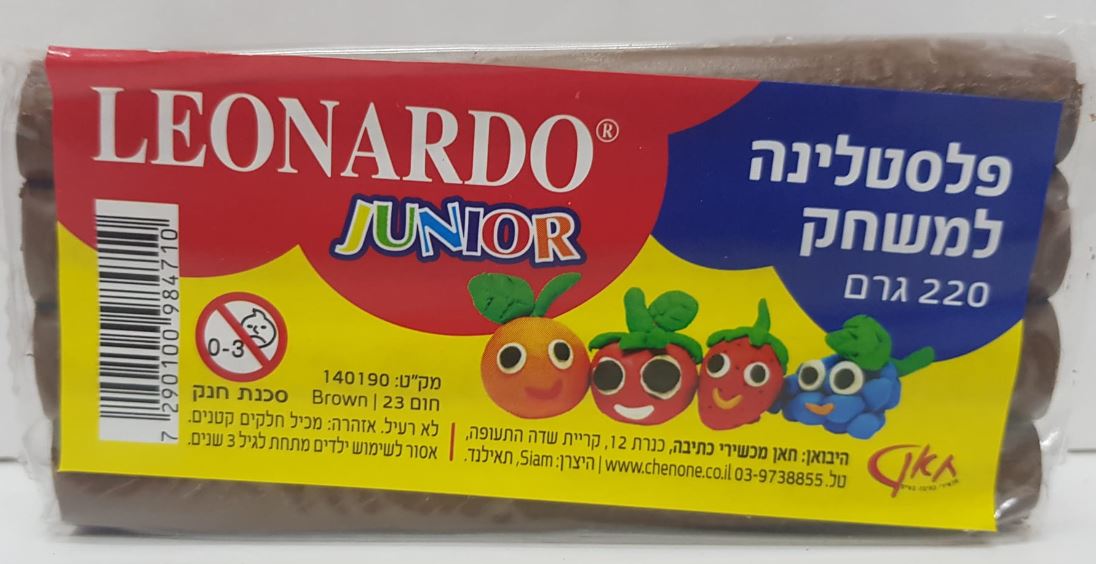 LEONARDO®
JUNIOR
פלסטלינה
למשחק
220 גרם
7 290100 984710
0-3
סכנת חנק
מק"ט: 140190
חום 23 | Brown
לא רעיל. אזהרה: מכיל חלקים קטנים.
אסור לשימוש ילדים מתחת לגיל 3 שנים.
היבואן: חאן מכשירי כתיבה, כנרת 12, קריית שדה התעופה,
טל. 03-9738855 www.chenone.co.il | היצרן: Siam, תאילנד.
חאן